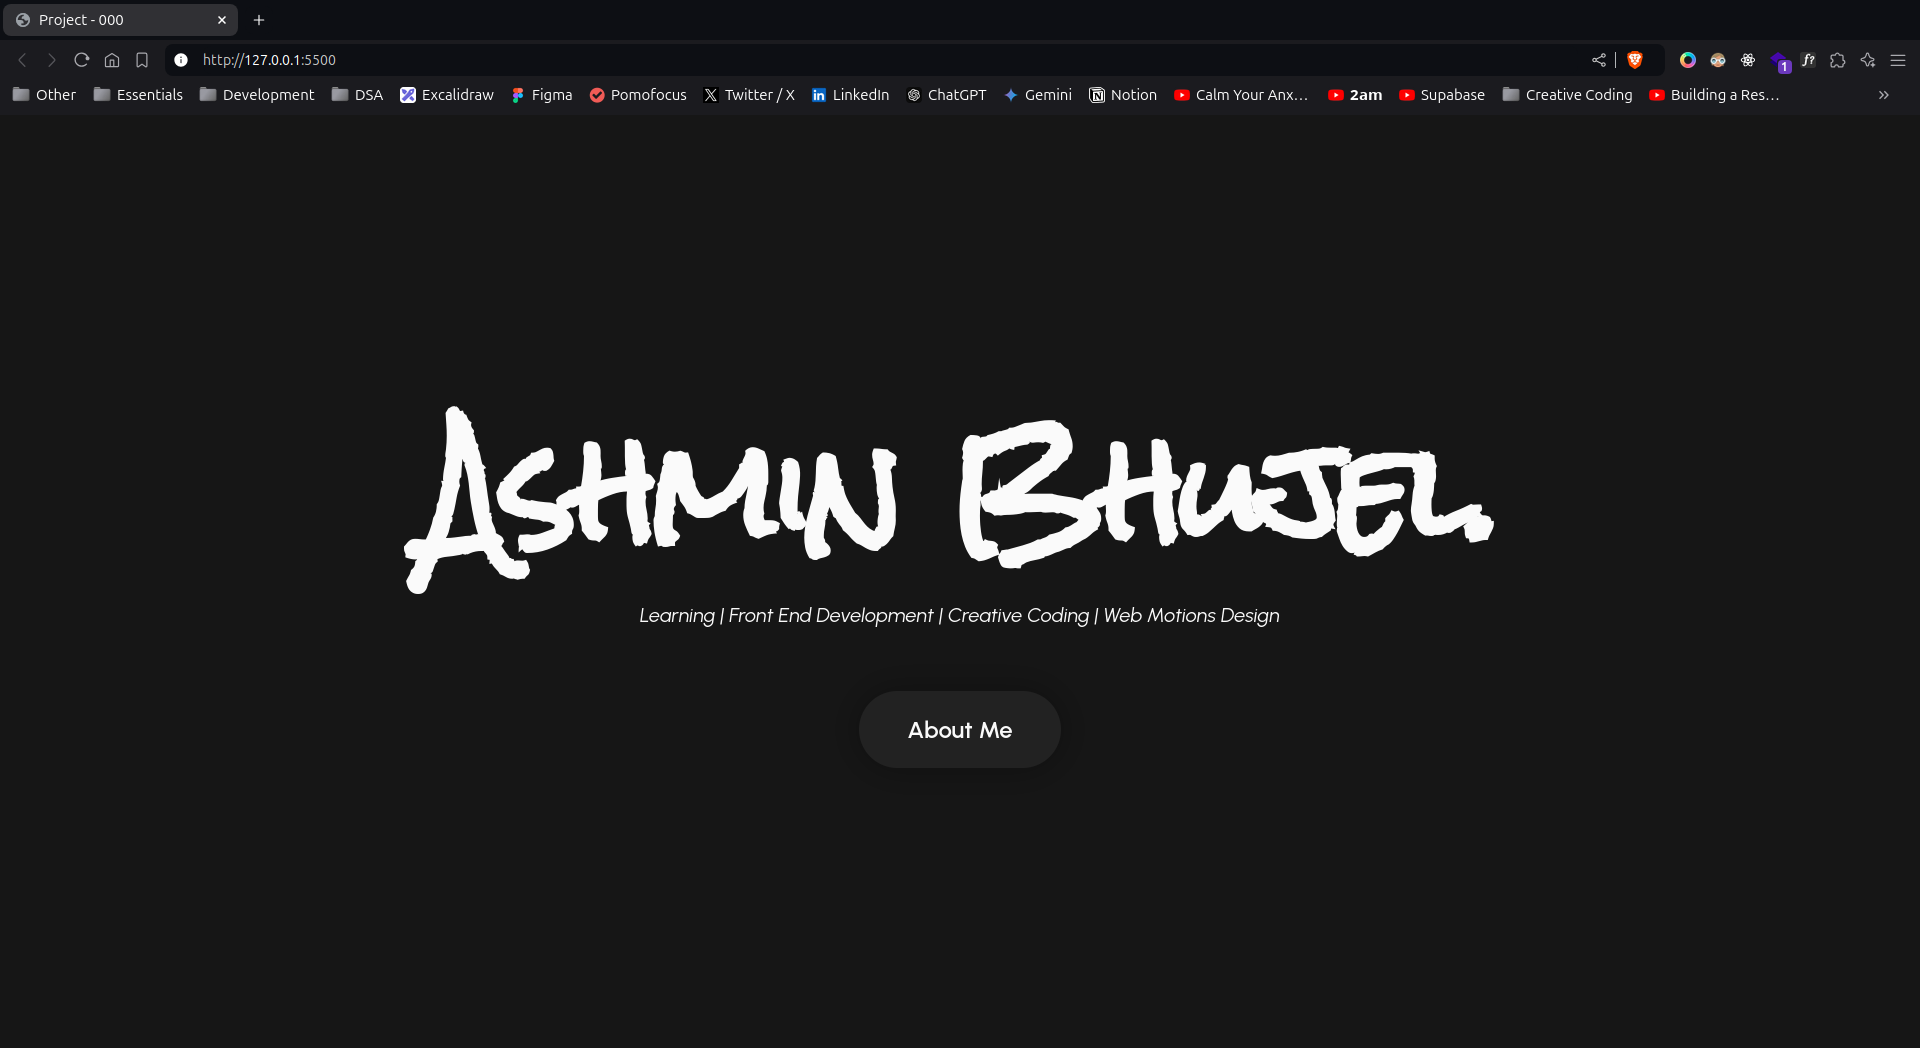 Project - 000
http://127.0.0.1:5500
1
f?
Other Essentials Development DSA Excalidraw Figma Pomofocus Twitter / X LinkedIn ChatGPT Gemini Notion Calm Your Anx... 2am Supabase Creative Coding Building a Res... »
Ashmin Bhujel.
Learning | Front End Development | Creative Coding | Web Motions Design
About Me